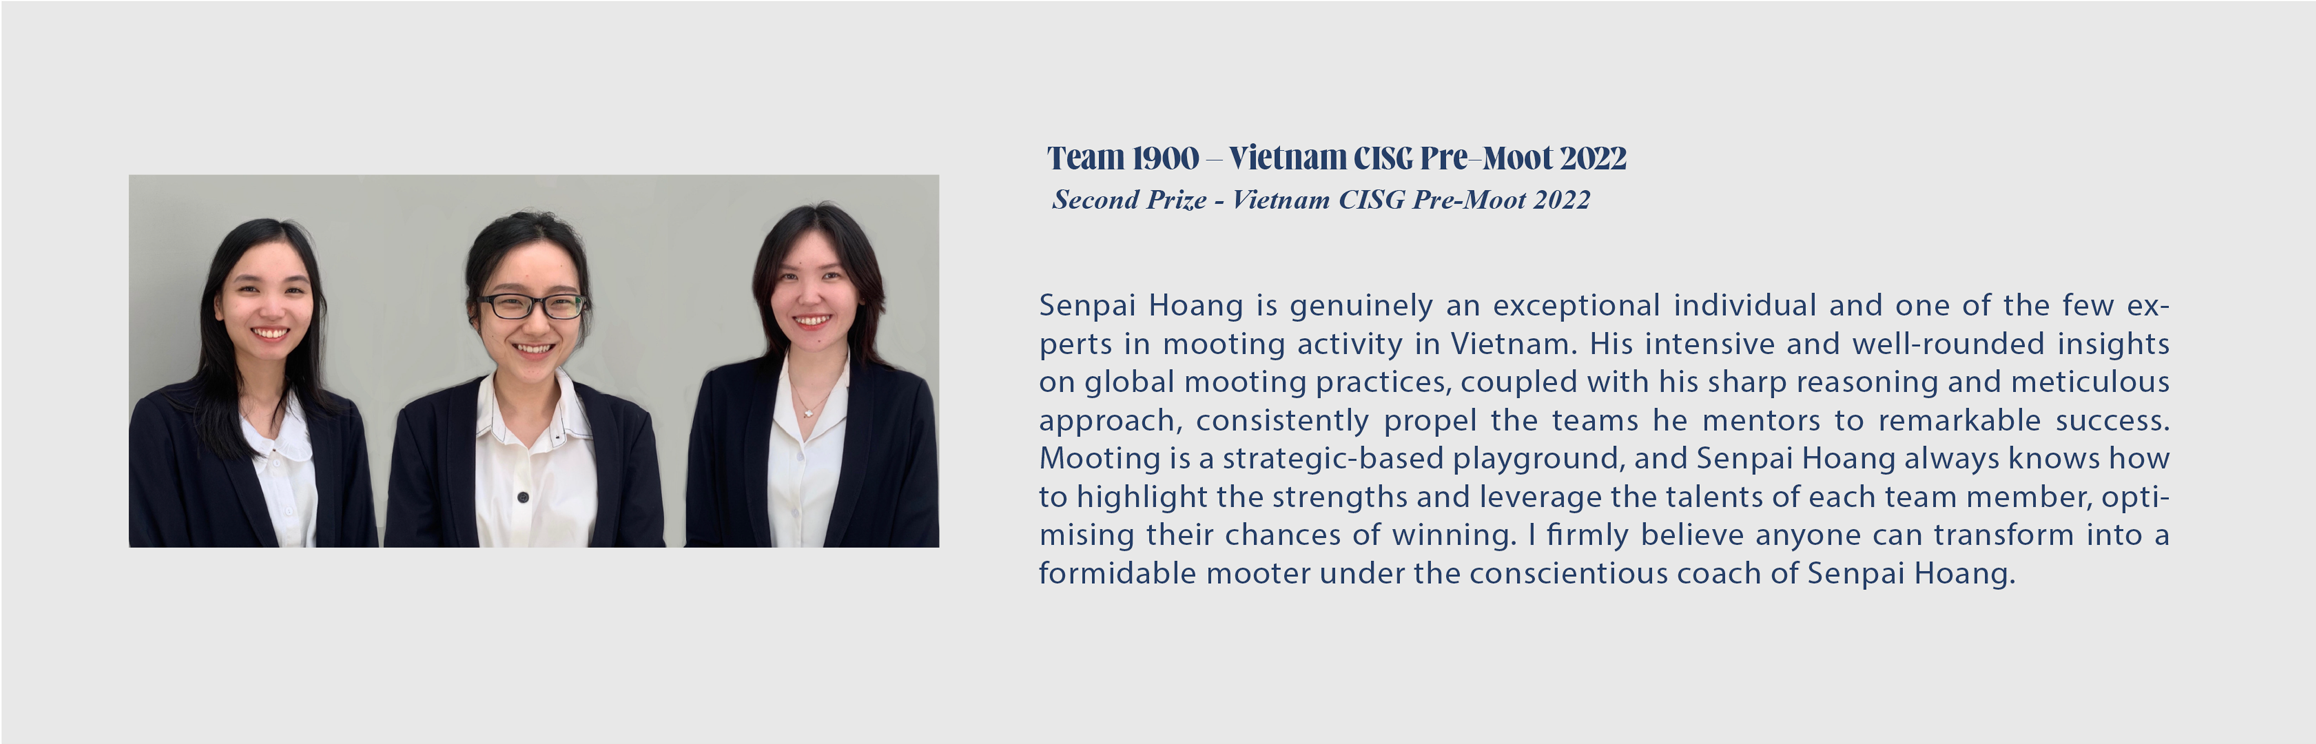 Team 1900 – Vietnam CISG Pre-Moot 2022
Second Prize - Vietnam CISG Pre-Moot 2022
Senpai Hoang is genuinely an exceptional individual and one of the few ex-
perts in mooting activity in Vietnam. His intensive and well-rounded insights
on global mooting practices, coupled with his sharp reasoning and meticulous
approach, consistently propel the teams he mentors to remarkable success.
Mooting is a strategic-based playground, and Senpai Hoang always knows how
to highlight the strengths and leverage the talents of each team member, opti-
mising their chances of winning. I firmly believe anyone can transform into a
formidable mooter under the conscientious coach of Senpai Hoang.